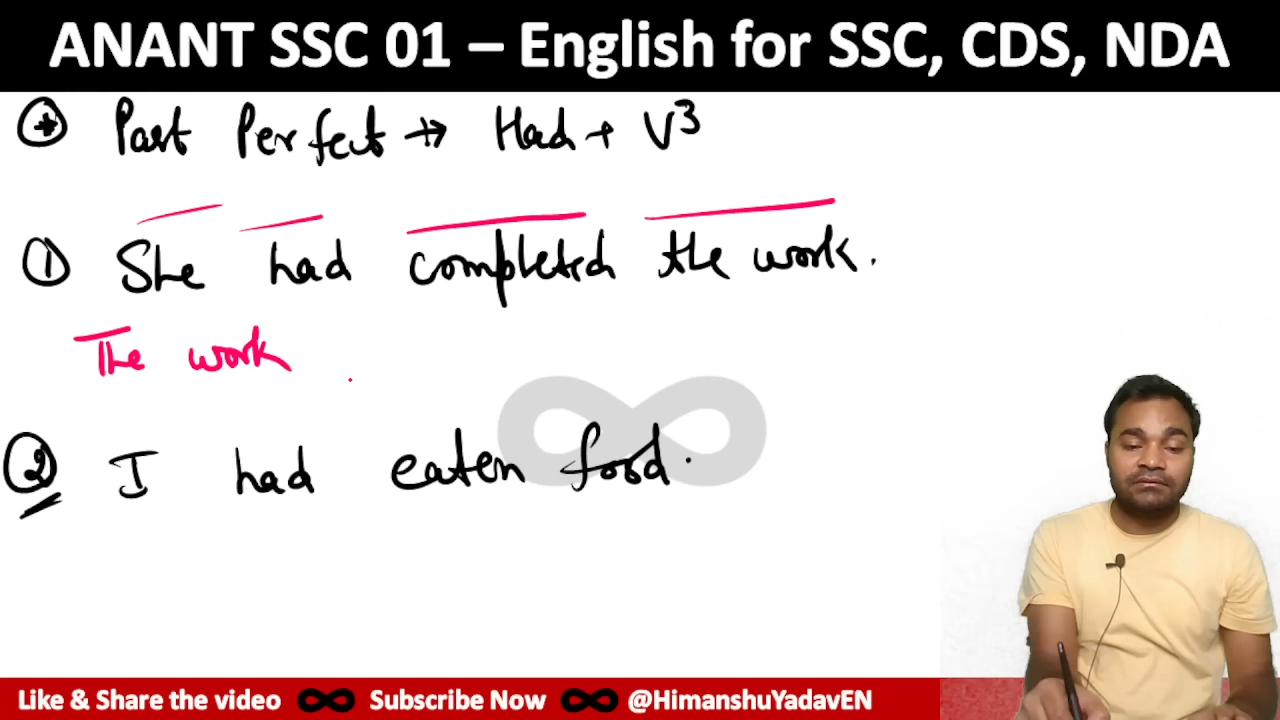 ANANT SSC 01 – English for SSC, CDS, NDA
Past Perfect → Had + V³
① She had completed the work.
The work
② I had eaten food.
Like & Share the video Subscribe Now @HimanshuYadavEN